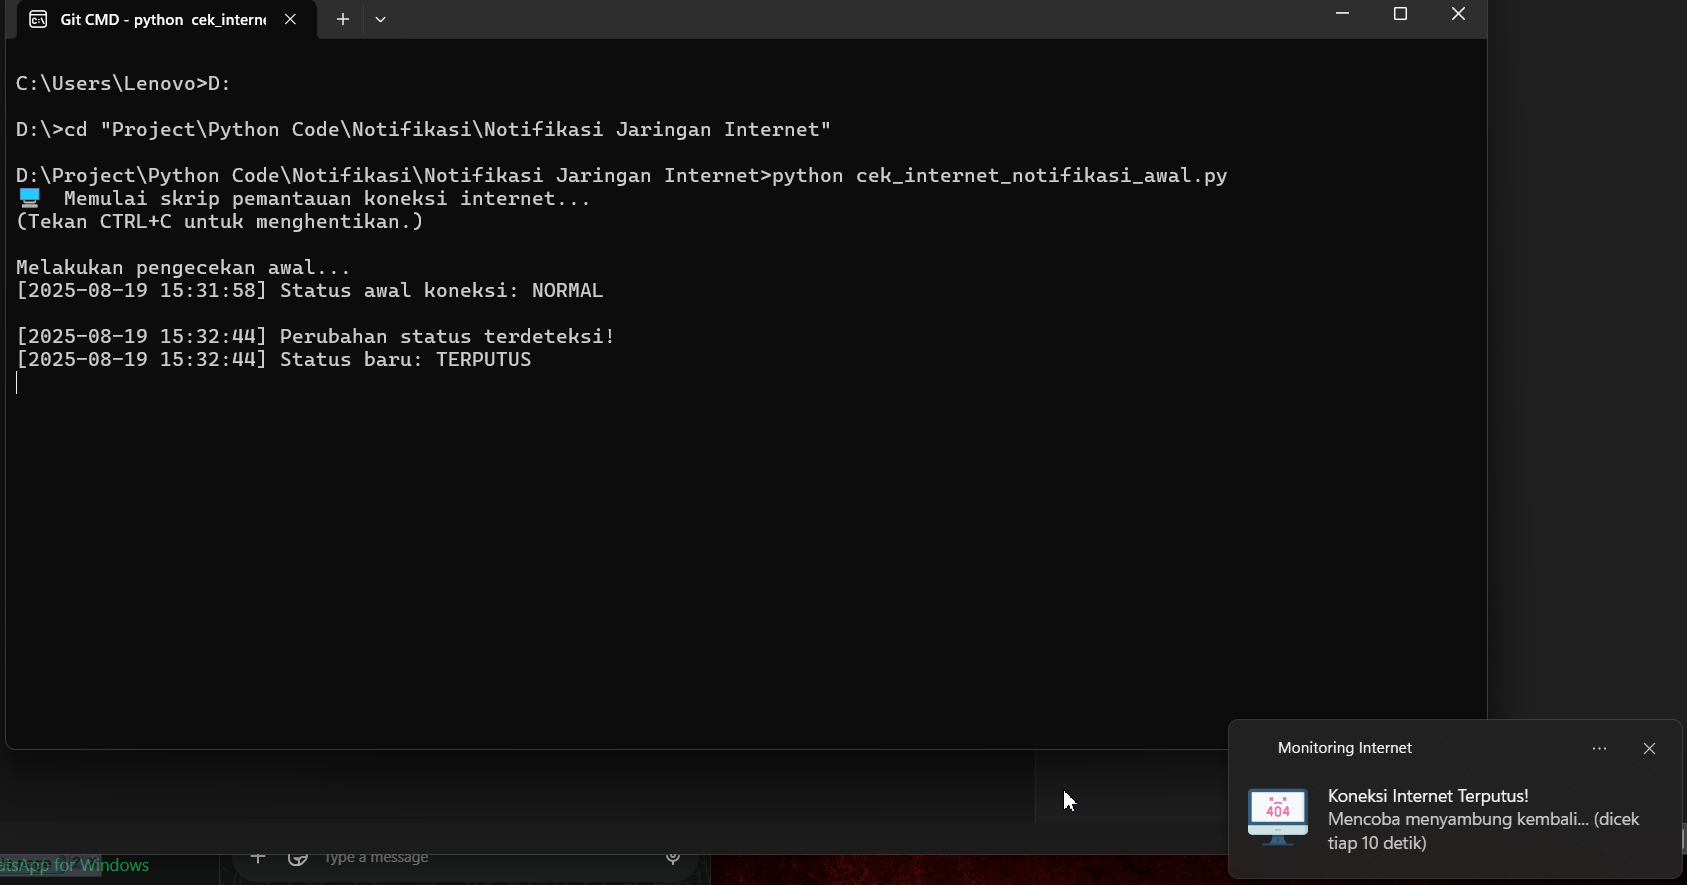 Git CMD - python cek_interne
C:\Users\Lenovo>D:
D:\>cd "Project\Python Code\Notifikasi\Notifikasi Jaringan Internet"
D:\Project\Python Code\Notifikasi\Notifikasi Jaringan Internet>python cek_internet_notifikasi_awal.py
Memulai skrip pemantauan koneksi internet...
(Tekan CTRL+C untuk menghentikan.)
Melakukan pengecekan awal...
[2025-08-19 15:31:58] Status awal koneksi: NORMAL
[2025-08-19 15:32:44] Perubahan status terdeteksi!
[2025-08-19 15:32:44] Status baru: TERPUTUS
Monitoring Internet
404
Koneksi Internet Terputus!
Mencoba menyambung kembali... (dicek
tiap 10 detik)
atsApp for Windows
Type a message